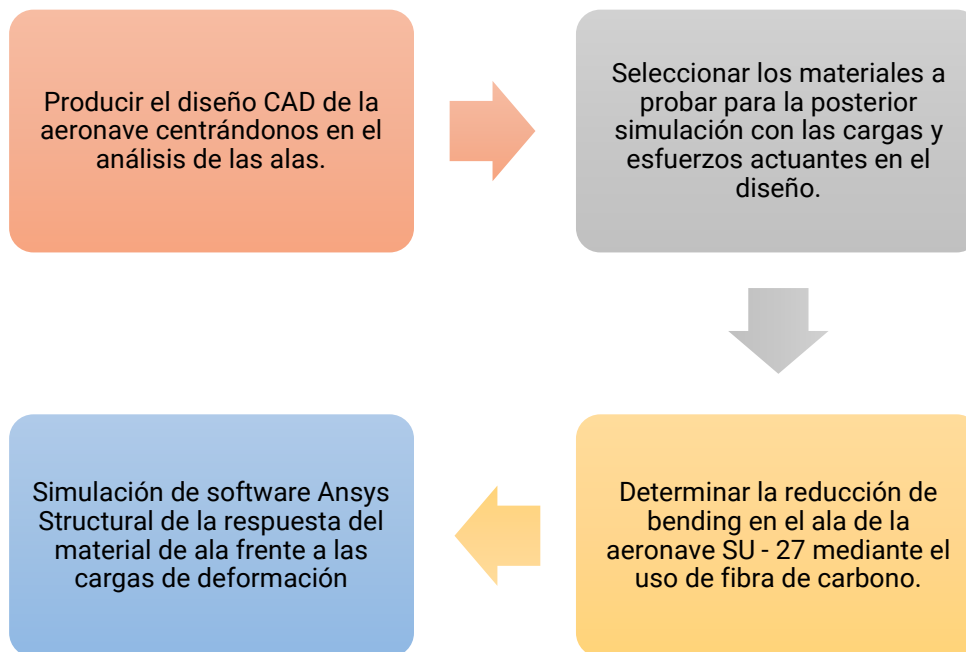 Producir el diseño CAD de la
aeronave centrándonos en el
análisis de las alas.
Seleccionar los materiales a
probar para la posterior
simulación con las cargas y
esfuerzos actuantes en el
diseño.
Determinar la reducción de
bending en el ala de la
aeronave SU - 27 mediante el
uso de fibra de carbono.
Simulación de software Ansys
Structural de la respuesta del
material de ala frente a las
cargas de deformación